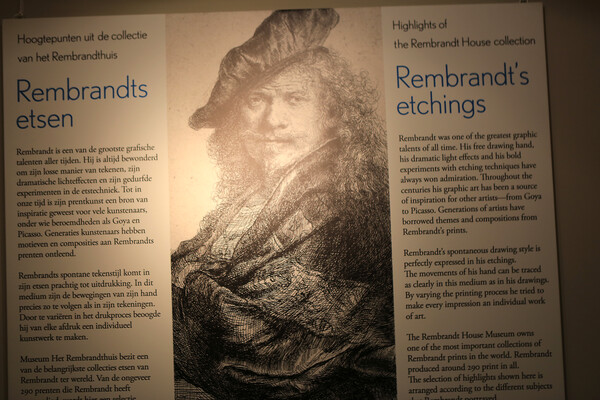 Hoogtepunten uit de collectie
van het Rembrandthuis
Rembrandts
etsen
Rembrandt is een van de grootste grafische
talenten aller tijden. Hij is altijd bewonderd
om zijn losse manier van tekenen, zijn
dramatische lichteffecten en zijn gedurfde
experimenten in de etstechniek. Tot in
onze tijd is zijn prentkunst een bron van
inspiratie geweest voor vele kunstenaars,
onder wie beroemdheden als Goya en
Picasso. Generaties kunstenaars hebben
motieven en composities aan Rembrandts
prenten ontleend.
Rembrandts spontane tekenstijl komt in
zijn etsen prachtig tot uitdrukking. In dit
medium zijn de bewegingen van zijn hand
precies zo te volgen als in zijn tekeningen.
Door te variëren in het drukproces beoogde
hij van elke afdruk een individueel
kunstwerk te maken.
Museum Het Rembrandthuis bezit een
van de belangrijkste collecties etsen van
Rembrandt ter wereld. Van de ongeveer
290 prenten die Rembrandt heeft
Highlights of
the Rembrandt House collection
Rembrandt's
etchings
Rembrandt was one of the greatest graphic
talents of all time. His free drawing hand,
his dramatic light effects and his bold
experiments with etching techniques have
always won admiration. Throughout the
centuries his graphic art has been a source
of inspiration for other artists—from Goya
to Picasso. Generations of artists have
borrowed themes and compositions from
Rembrandt's prints.
Rembrandt's spontaneous drawing style is
perfectly expressed in his etchings.
The movements of his hand can be traced
as clearly in this medium as in his drawings.
By varying the printing process he tried to
make every impression an individual work
of art.
The Rembrandt House Museum owns
one of the most important collections of
Rembrandt prints in the world. Rembrandt
produced around 290 print in all.
The selection of highlights shown here is
arranged according to the different subjects